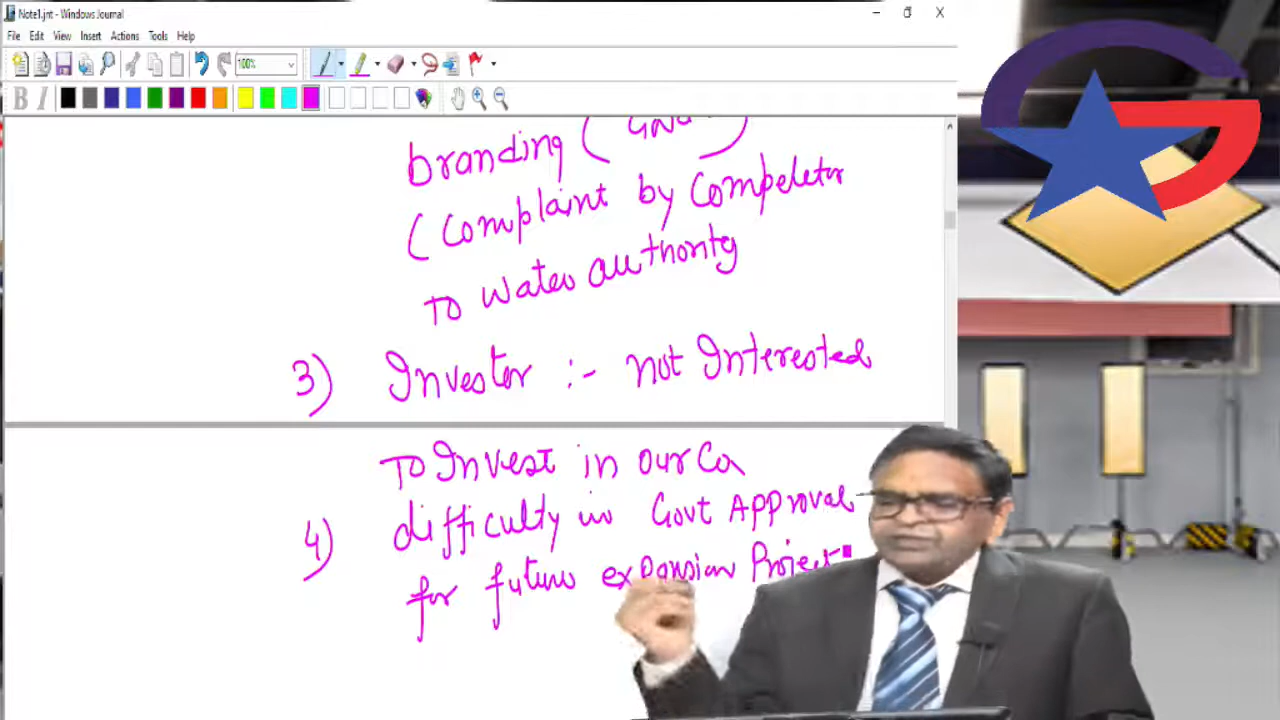 Note1.jnt - Windows Journal
File Edit View Insert Actions Tools Help
100%
B I
branding (
(Complaint by Competetor
To Water authority
3) Investor :- not Interested
To Invest in our Co
4) difficulty in Govt Approval
for future expansion Project